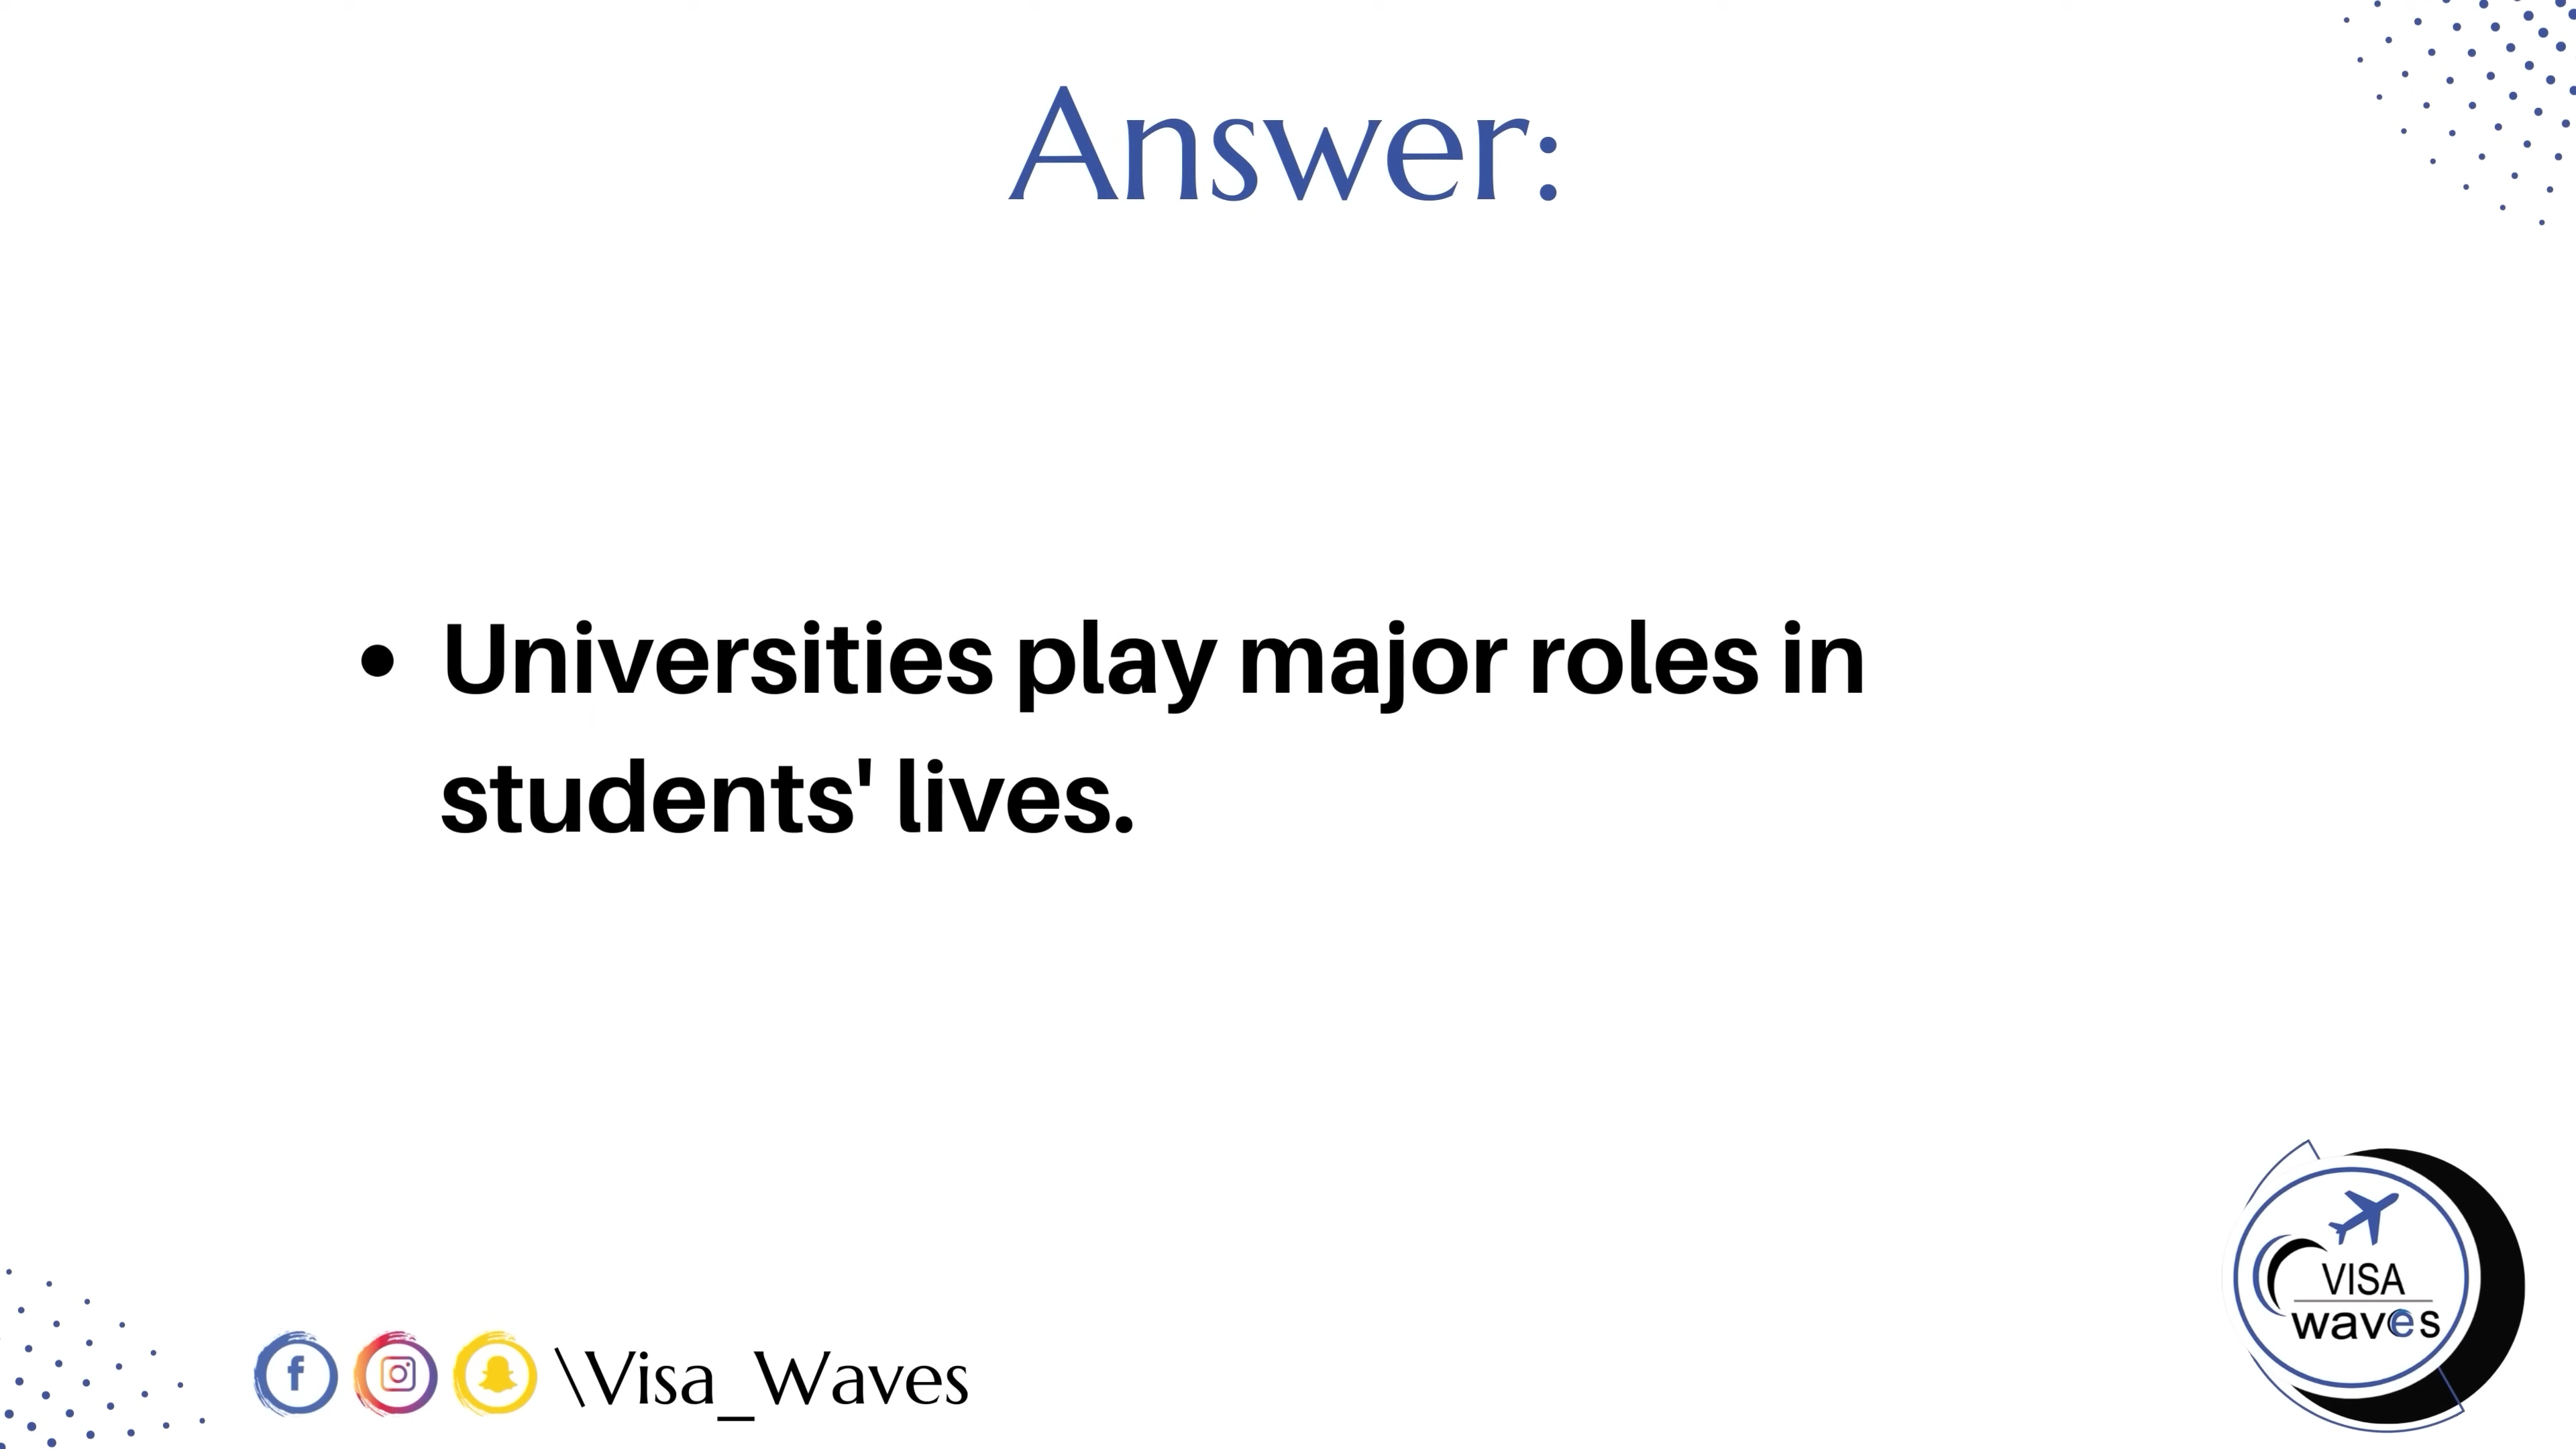 Answer:
• Universities play major roles in
students' lives.
VISA
waves
\Visa_Waves